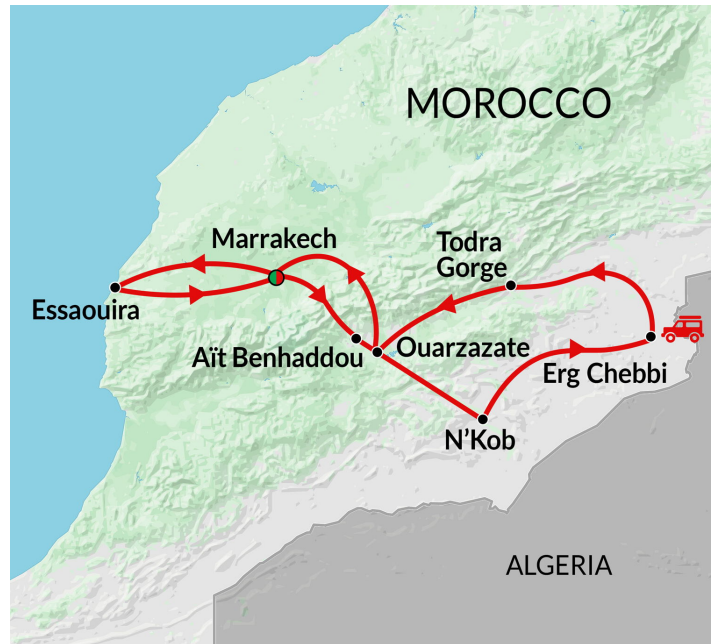 MOROCCO
Marrakech
Todra
Gorge
Essaouira
Aït Benhaddou
Ouarzazate
Erg Chebbi
N'Kob
ALGERIA